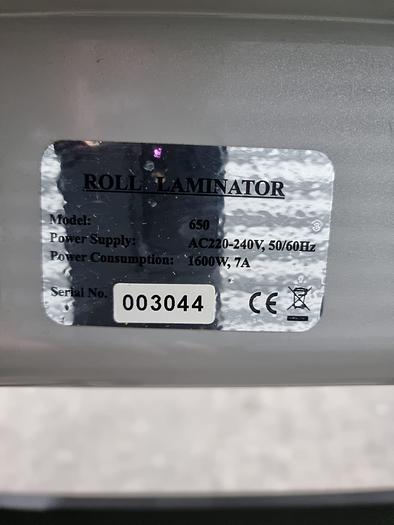 ROLL LAMINATOR
Model: 650
Power Supply: AC220-240V, 50/60Hz
Power Consumption: 1600W, 7A
Serial No. 003044
CE